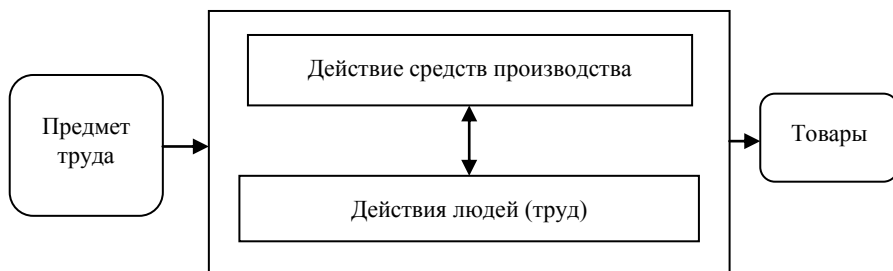 Действие средств производства
Предмет
труда
Товары
Действия людей (труд)